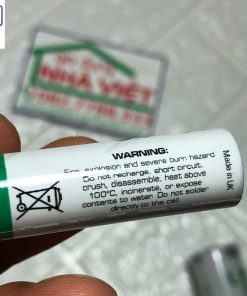 NHÀ VIỆT
WARNING:
Fire, explosion and severe burn hazard
Do not recharge, short circuit,
crush, disassemble, heat above
100°C, incinerate, or expose
contents to water. Do not solder
directly to the cell.
Made in UK